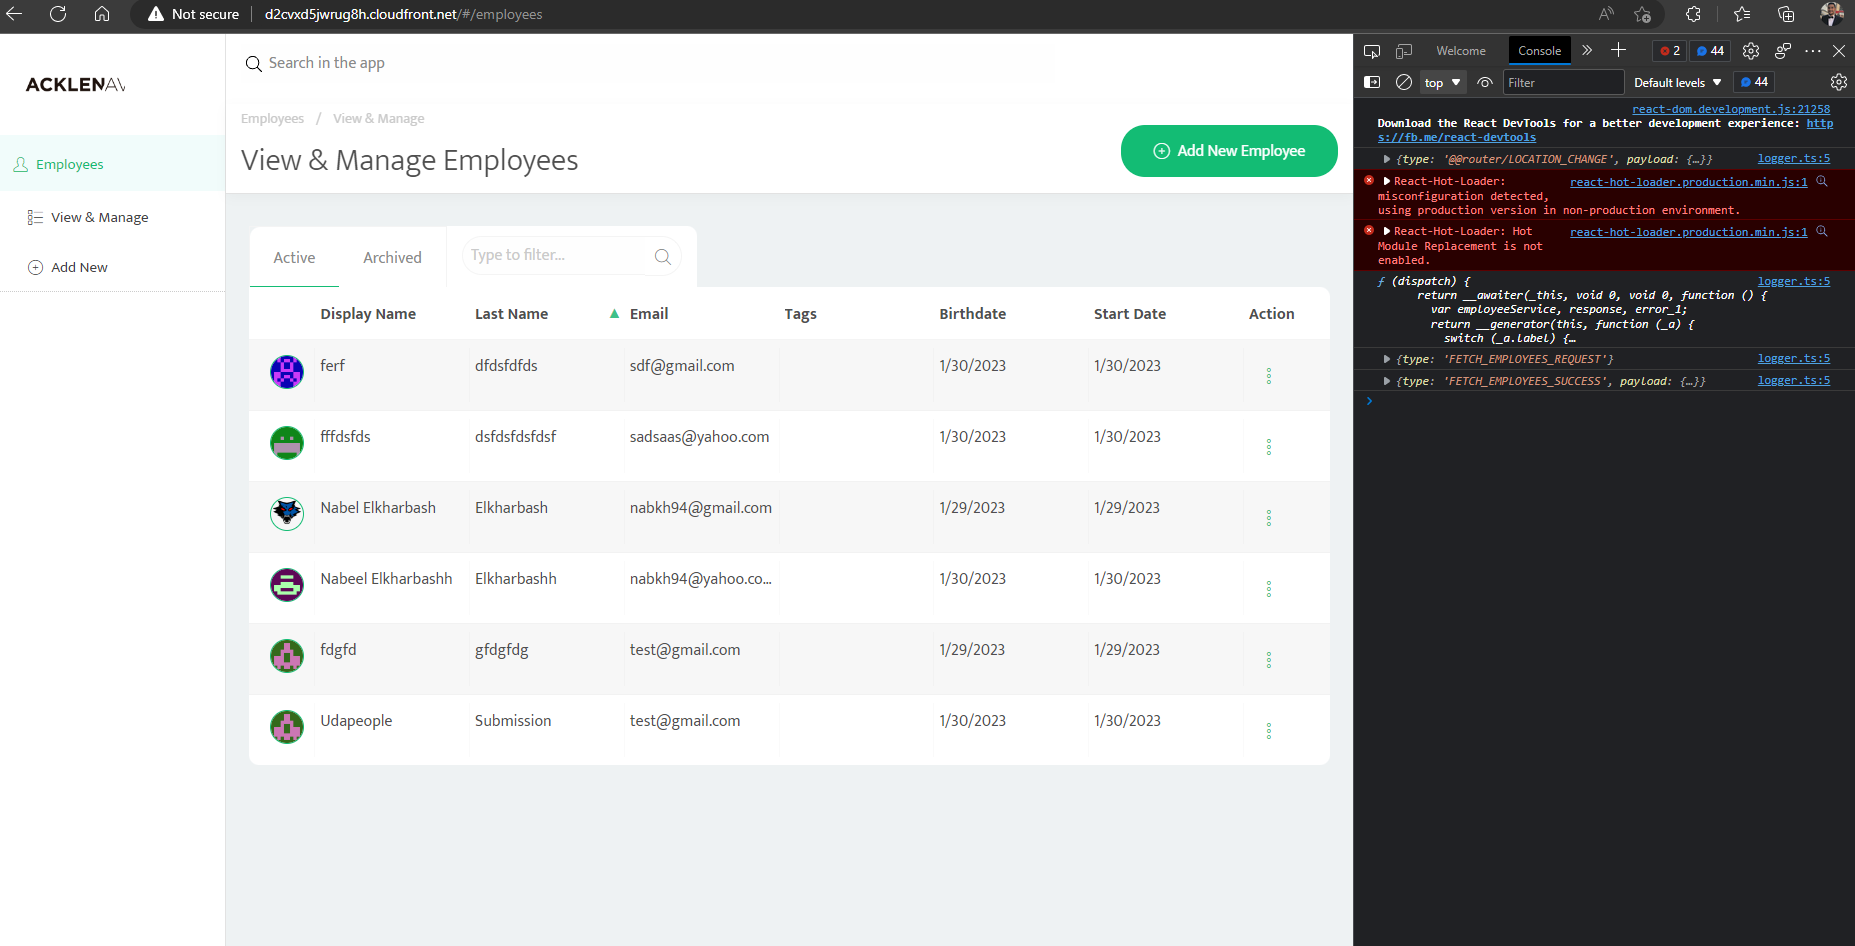 Not secure d2cvxd5jwrug8h.cloudfront.net/#/employees
ACKLENAV
Employees
View & Manage
Add New
Search in the app
Employees / View & Manage
View & Manage Employees
Add New Employee
Active Archived Type to filter...
Display Name Last Name Email Tags Birthdate Start Date Action
ferf dfdsfdfds sdf@gmail.com 1/30/2023 1/30/2023
fffdsfds dsfdsfdsfdsf sadsaas@yahoo.com 1/30/2023 1/30/2023
Nabel Elkharbash Elkharbash nabkh94@gmail.com 1/29/2023 1/29/2023
Nabeel Elkharbashh Elkharbashh nabkh94@yahoo.co... 1/30/2023 1/30/2023
fdgfd gfdgfdg test@gmail.com 1/29/2023 1/29/2023
Udapeople Submission test@gmail.com 1/30/2023 1/30/2023
Welcome Console 2 44
top Filter Default levels 44
react-dom.development.js:21258
Download the React DevTools for a better development experience: http
s://fb.me/react-devtools
{type: '@@router/LOCATION_CHANGE', payload: {…}} logger.ts:5
React-Hot-Loader: react-hot-loader.production.min.js:1
misconfiguration detected,
using production version in non-production environment.
React-Hot-Loader: Hot react-hot-loader.production.min.js:1
Module Replacement is not
enabled.
ƒ (dispatch) { logger.ts:5
return __awaiter(_this, void 0, void 0, function () {
var employeeService, response, error_1;
return __generator(this, function (_a) {
switch (_a.label) {…
{type: 'FETCH_EMPLOYEES_REQUEST'} logger.ts:5
{type: 'FETCH_EMPLOYEES_SUCCESS', payload: {…}} logger.ts:5